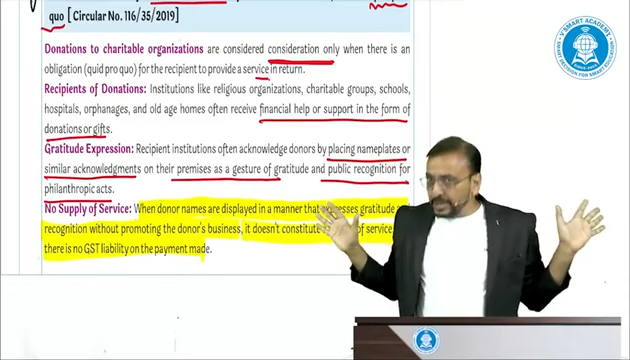 quo [ Circular No. 116/35/2019]
V'SMART ACADEMY
Donations to charitable organizations are considered consideration only when there is an
obligation (quid pro quo) for the recipient to provide a service in return.
Recipients of Donations: Institutions like religious organizations, charitable groups, schools,
hospitals, orphanages, and old age homes often receive financial help or support in the form of
donations or gifts.
Gratitude Expression: Recipient institutions often acknowledge donors by placing nameplates or
similar acknowledgments on their premises as a gesture of gratitude and public recognition for
philanthropic acts.
No Supply of Service: When donor names are displayed in a manner that expresses gratitude
recognition without promoting the donor's business, it doesn't constitute of service
there is no GST liability on the payment made.